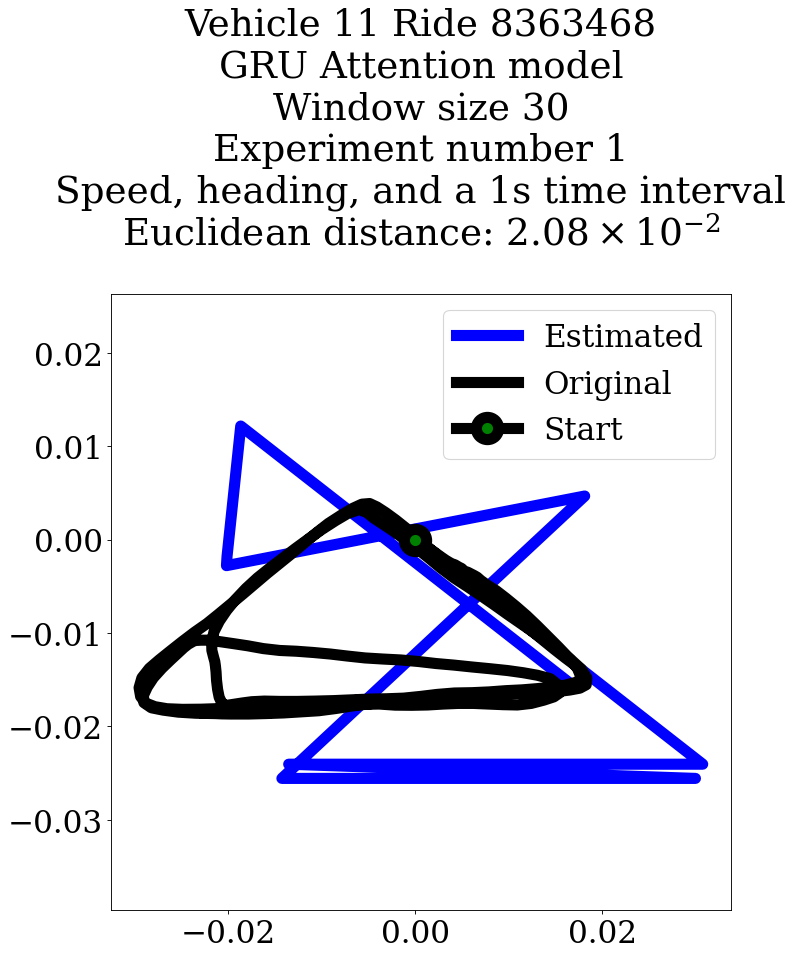 Vehicle 11 Ride 8363468
GRU Attention model
Window size 30
Experiment number 1
Speed, heading, and a 1s time interval
Euclidean distance: 2.08 × 10⁻²
Estimated
Original
Start
0.02
0.01
0.00
−0.01
−0.02
−0.03
−0.02 0.00 0.02